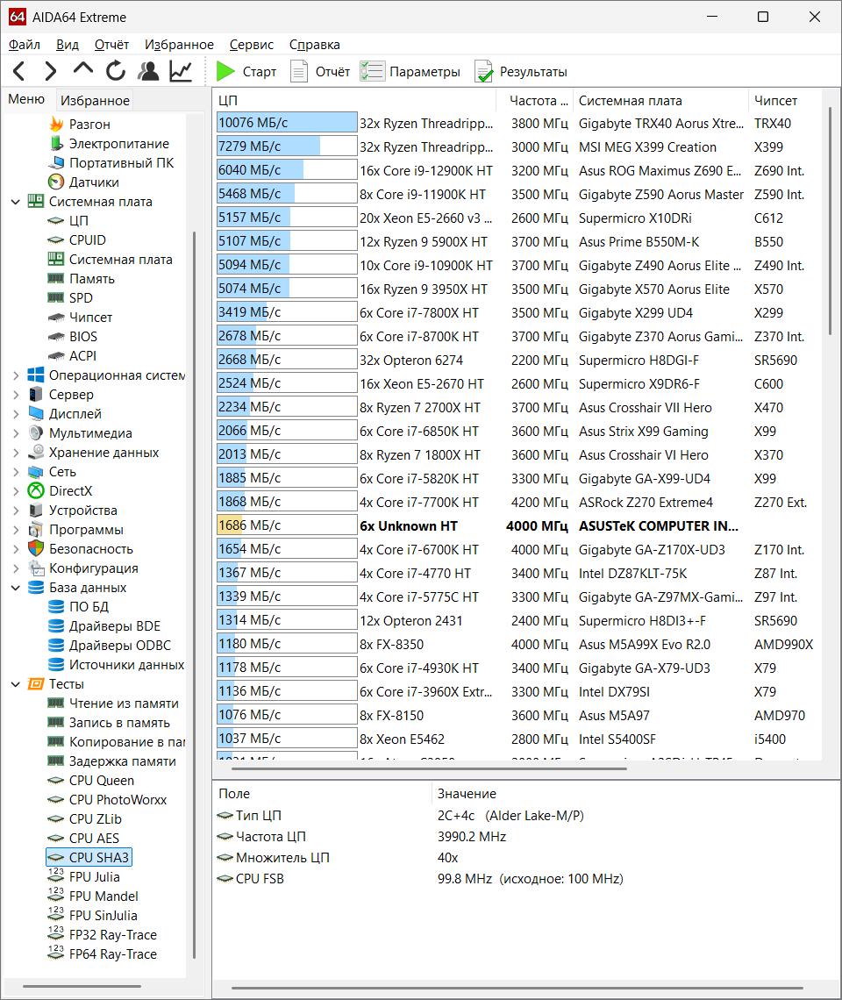 AIDA64 Extreme
Файл Вид Отчёт Избранное Сервис Справка
Старт Отчёт Параметры Результаты
Меню Избранное
Разгон
Электропитание
Портативный ПК
Датчики
Системная плата
ЦП
CPUID
Системная плата
Память
SPD
Чипсет
BIOS
ACPI
Операционная систем
Сервер
Дисплей
Мультимедиа
Хранение данных
Сеть
DirectX
Устройства
Программы
Безопасность
Конфигурация
База данных
ПО БД
Драйверы BDE
Драйверы ODBC
Источники данных
Тесты
Чтение из памяти
Запись в память
Копирование в па
Задержка памяти
CPU Queen
CPU PhotoWorxx
CPU ZLib
CPU AES
CPU SHA3
FPU Julia
FPU Mandel
FPU SinJulia
FP32 Ray-Trace
FP64 Ray-Trace
ЦП Частота ... Системная плата Чипсет
10076 МБ/с 32x Ryzen Threadripp... 3800 МГц Gigabyte TRX40 Aorus Xtre... TRX40
7279 МБ/с 32x Ryzen Threadripp... 3000 МГц MSI MEG X399 Creation X399
6040 МБ/с 16x Core i9-12900K HT 3200 МГц Asus ROG Maximus Z690 E... Z690 Int.
5468 МБ/с 8x Core i9-11900K HT 3500 МГц Gigabyte Z590 Aorus Master Z590 Int.
5157 МБ/с 20x Xeon E5-2660 v3 ... 2600 МГц Supermicro X10DRi C612
5107 МБ/с 12x Ryzen 9 5900X HT 3700 МГц Asus Prime B550M-K B550
5094 МБ/с 10x Core i9-10900K HT 3700 МГц Gigabyte Z490 Aorus Elite ... Z490 Int.
5074 МБ/с 16x Ryzen 9 3950X HT 3500 МГц Gigabyte X570 Aorus Elite X570
3419 МБ/с 6x Core i7-7800X HT 3500 МГц Gigabyte X299 UD4 X299
2678 МБ/с 6x Core i7-8700K HT 3700 МГц Gigabyte Z370 Aorus Gami... Z370 Int.
2668 МБ/с 32x Opteron 6274 2200 МГц Supermicro H8DGI-F SR5690
2524 МБ/с 16x Xeon E5-2670 HT 2600 МГц Supermicro X9DR6-F C600
2234 МБ/с 8x Ryzen 7 2700X HT 3700 МГц Asus Crosshair VII Hero X470
2066 МБ/с 6x Core i7-6850K HT 3600 МГц Asus Strix X99 Gaming X99
2013 МБ/с 8x Ryzen 7 1800X HT 3600 МГц Asus Crosshair VI Hero X370
1885 МБ/с 6x Core i7-5820K HT 3300 МГц Gigabyte GA-X99-UD4 X99
1868 МБ/с 4x Core i7-7700K HT 4200 МГц ASRock Z270 Extreme4 Z270 Ext.
1686 МБ/с 6x Unknown HT 4000 МГц ASUSTeK COMPUTER IN...
1654 МБ/с 4x Core i7-6700K HT 4000 МГц Gigabyte GA-Z170X-UD3 Z170 Int.
1367 МБ/с 4x Core i7-4770 HT 3400 МГц Intel DZ87KLT-75K Z87 Int.
1339 МБ/с 4x Core i7-5775C HT 3300 МГц Gigabyte GA-Z97MX-Gami... Z97 Int.
1314 МБ/с 12x Opteron 2431 2400 МГц Supermicro H8DI3+-F SR5690
1180 МБ/с 8x FX-8350 4000 МГц Asus M5A99X Evo R2.0 AMD990X
1178 МБ/с 6x Core i7-4930K HT 3400 МГц Gigabyte GA-X79-UD3 X79
1136 МБ/с 6x Core i7-3960X Extr... 3300 МГц Intel DX79SI X79
1076 МБ/с 8x FX-8150 3600 МГц Asus M5A97 AMD970
1037 МБ/с 8x Xeon E5462 2800 МГц Intel S5400SF i5400
Поле Значение
Тип ЦП 2C+4c (Alder Lake-M/P)
Частота ЦП 3990.2 MHz
Множитель ЦП 40x
CPU FSB 99.8 MHz (исходное: 100 MHz)